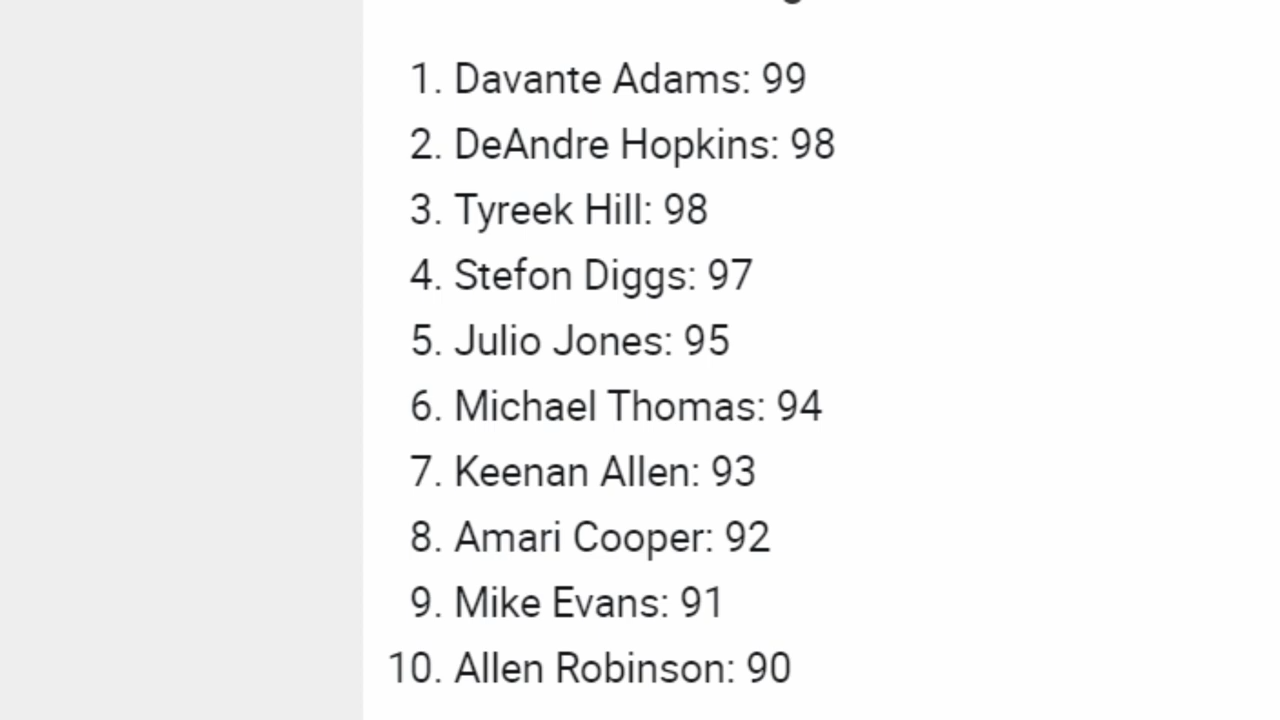 1. Davante Adams: 99
2. DeAndre Hopkins: 98
3. Tyreek Hill: 98
4. Stefon Diggs: 97
5. Julio Jones: 95
6. Michael Thomas: 94
7. Keenan Allen: 93
8. Amari Cooper: 92
9. Mike Evans: 91
10. Allen Robinson: 90